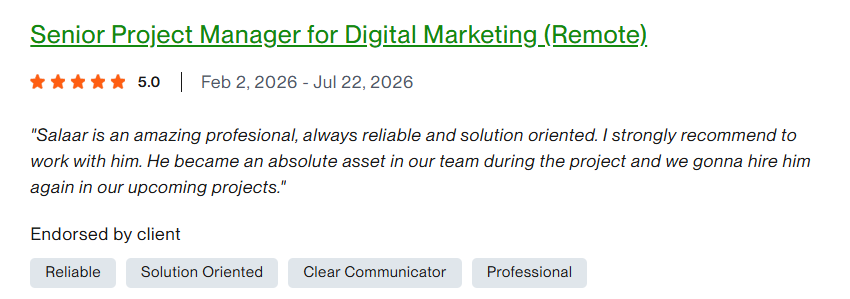 Senior Project Manager for Digital Marketing (Remote)
5.0 | Feb 2, 2026 - Jul 22, 2026
"Salaar is an amazing profesional, always reliable and solution oriented. I strongly recommend to
work with him. He became an absolute asset in our team during the project and we gonna hire him
again in our upcoming projects."
Endorsed by client
Reliable Solution Oriented Clear Communicator Professional